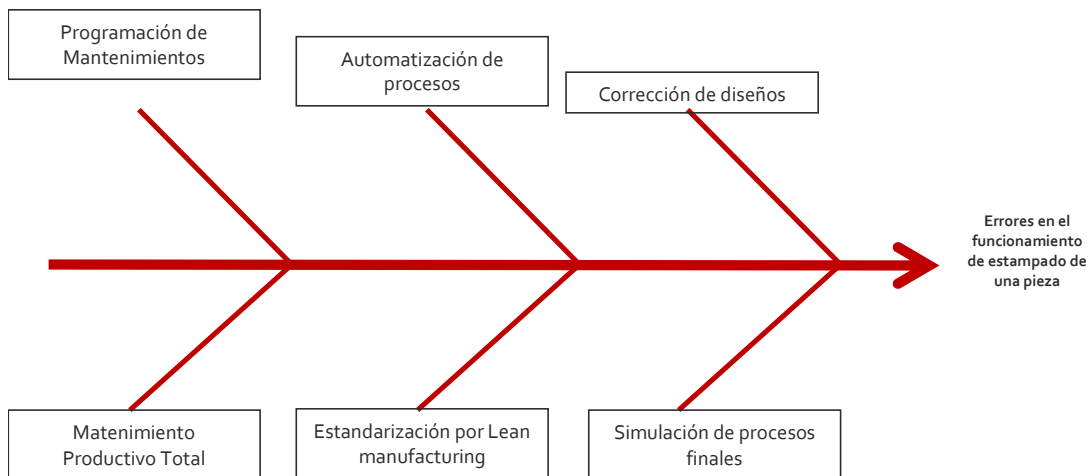 Programación de
Mantenimientos
Automatización de
procesos
Corrección de diseños
Errores en el
funcionamiento
de estampado de
una pieza
Matenimiento
Productivo Total
Estandarización por Lean
manufacturing
Simulación de procesos
finales